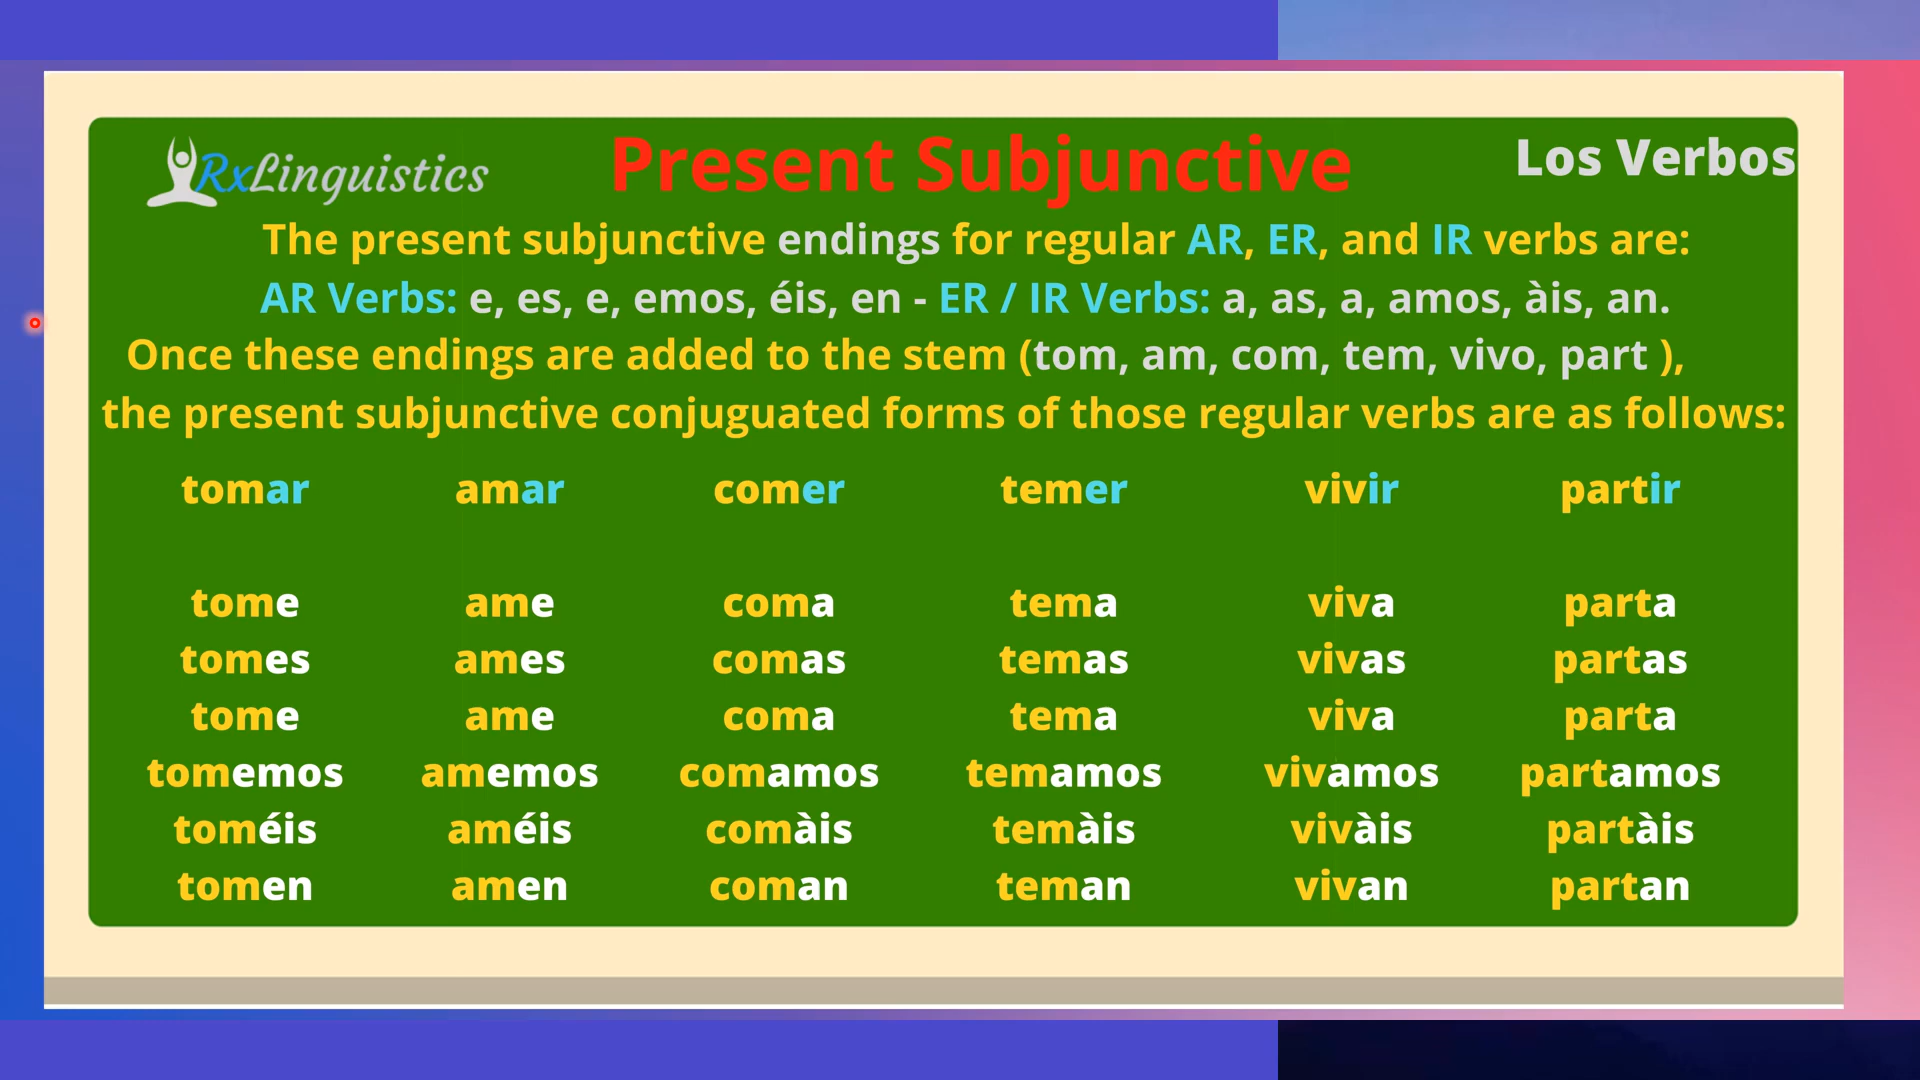 RxLinguistics
Present Subjunctive
Los Verbos
The present subjunctive endings for regular AR, ER, and IR verbs are:
AR Verbs: e, es, e, emos, éis, en - ER / IR Verbs: a, as, a, amos, àis, an.
Once these endings are added to the stem (tom, am, com, tem, vivo, part ),
the present subjunctive conjuguated forms of those regular verbs are as follows:
tomar amar comer temer vivir partir
tome ame coma tema viva parta
tomes ames comas temas vivas partas
tome ame coma tema viva parta
tomemos amemos comamos temamos vivamos partamos
toméis améis comàis temàis vivàis partàis
tomen amen coman teman vivan partan